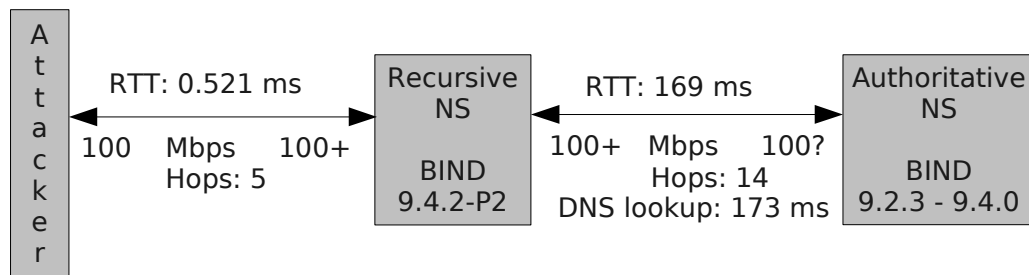 Attacker
RTT: 0.521 ms
100 Mbps 100+
Hops: 5
Recursive
NS
BIND
9.4.2-P2
RTT: 169 ms
100+ Mbps 100?
Hops: 14
DNS lookup: 173 ms
Authoritative
NS
BIND
9.2.3 - 9.4.0